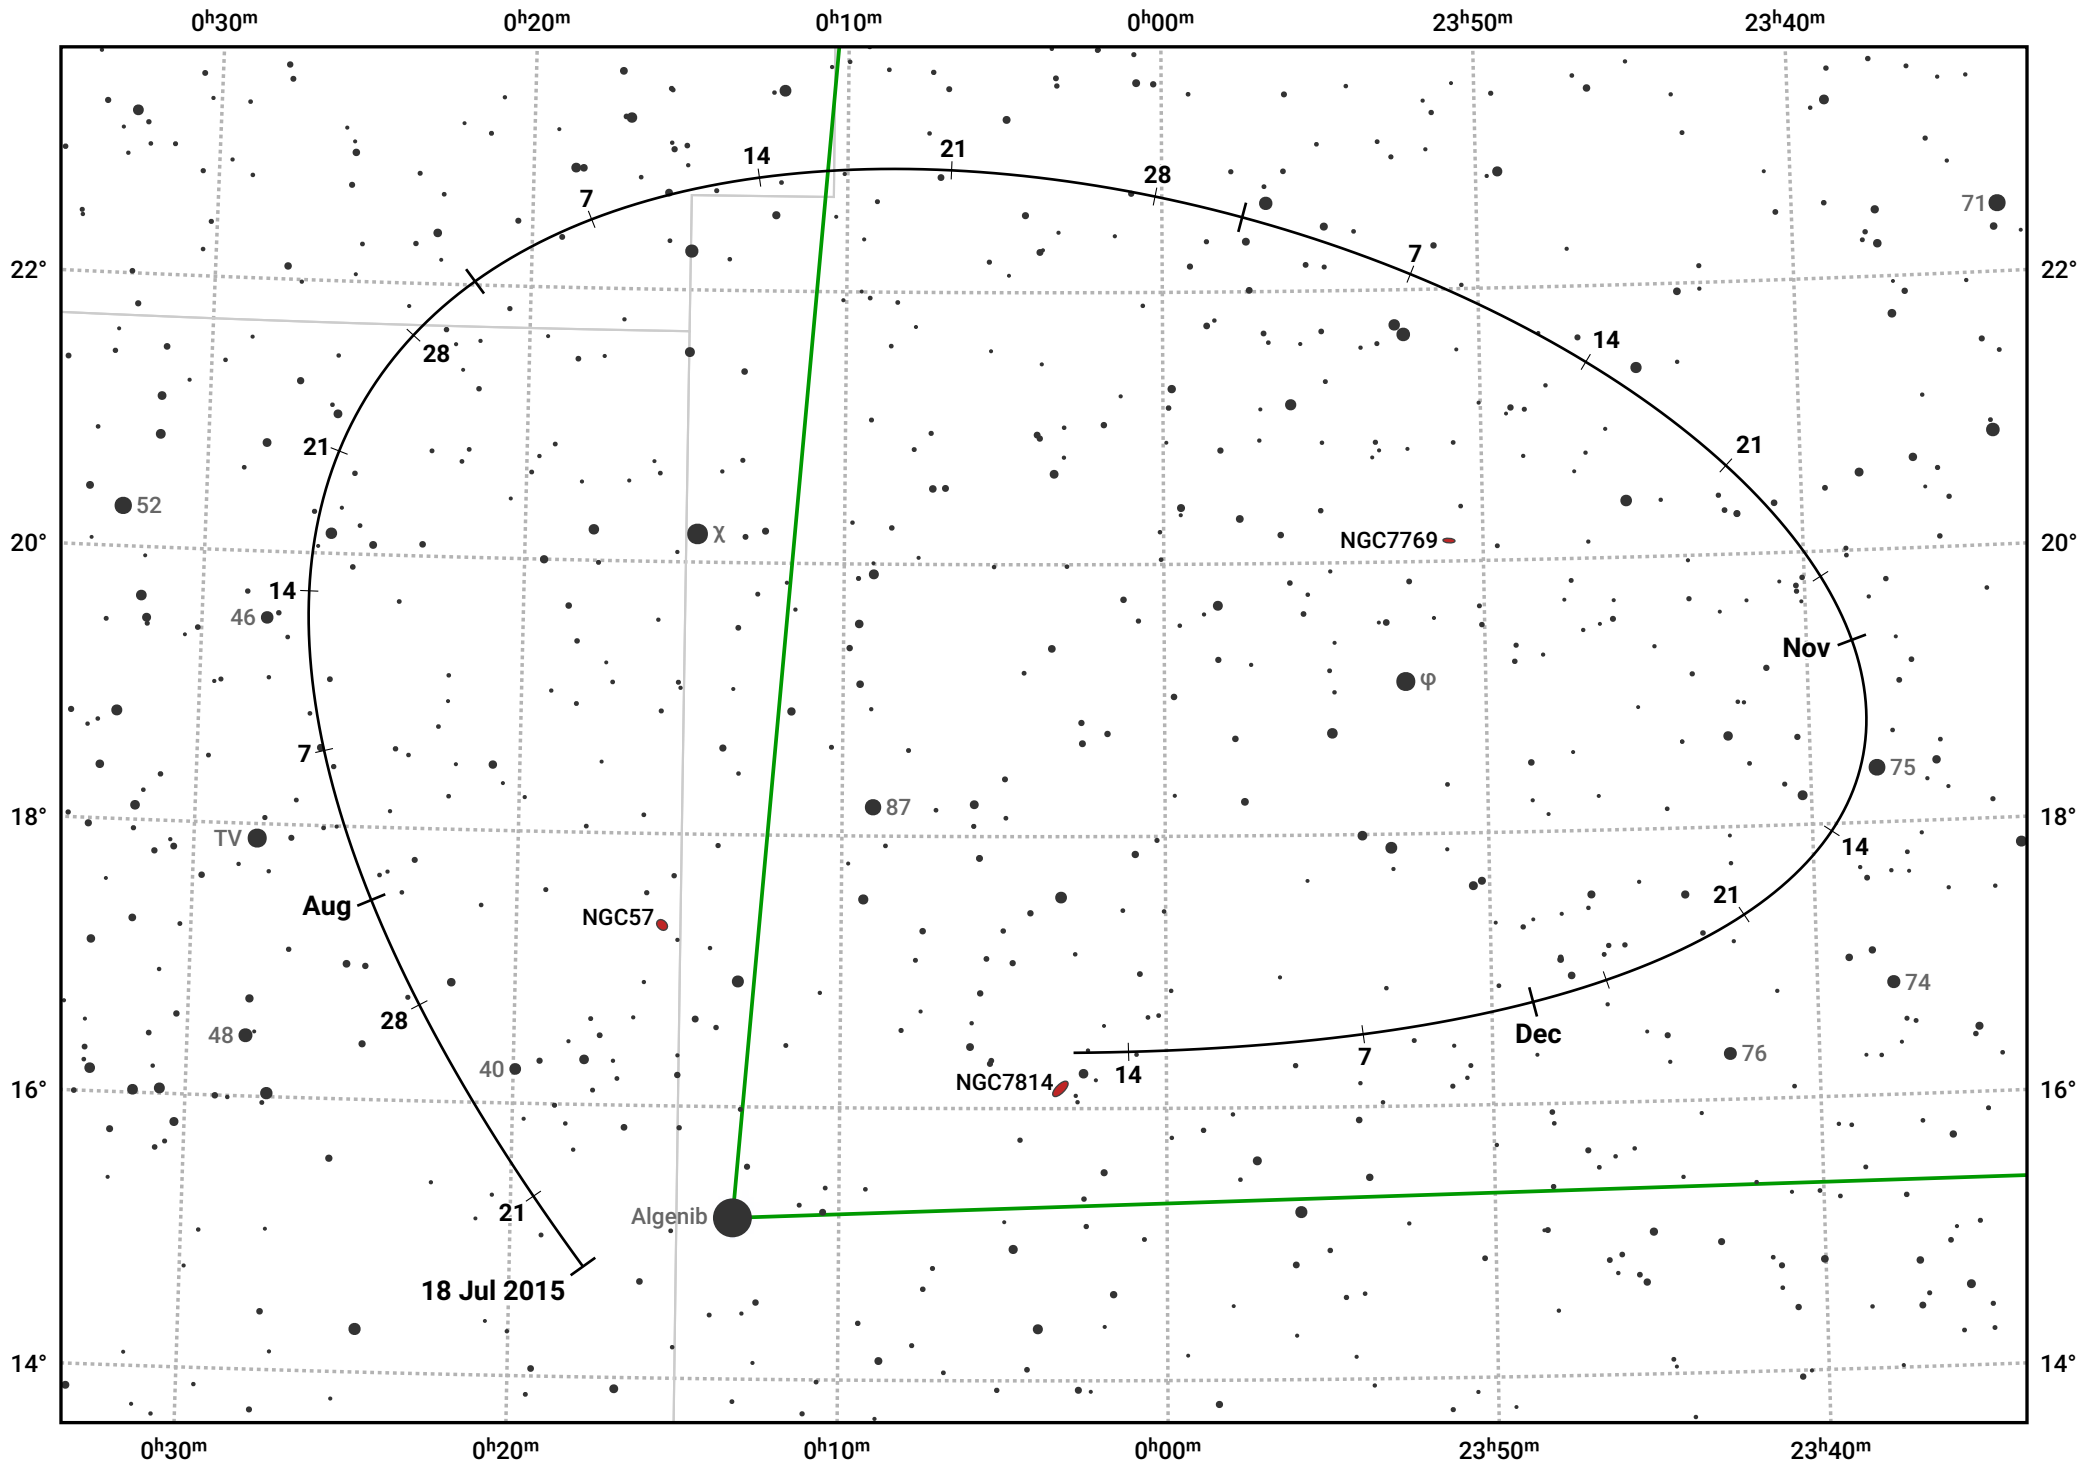 0ʰ30ᵐ 0ʰ20ᵐ 0ʰ10ᵐ 0ʰ00ᵐ 23ʰ50ᵐ 23ʰ40ᵐ
21
14
28
7
71
7
22° 22°
14
28
21
21
52
χ
20° NGC7769 20°
14
46
Nov
φ
7
75
87
18° 18°
TV
14
21
Aug
NGC57
74
28
48 Dec
7 76
40 14
NGC7814
16° 16°
21
Algenib
18 Jul 2015
14° 14°
0ʰ30ᵐ 0ʰ20ᵐ 0ʰ10ᵐ 0ʰ00ᵐ 23ʰ50ᵐ 23ʰ40ᵐ